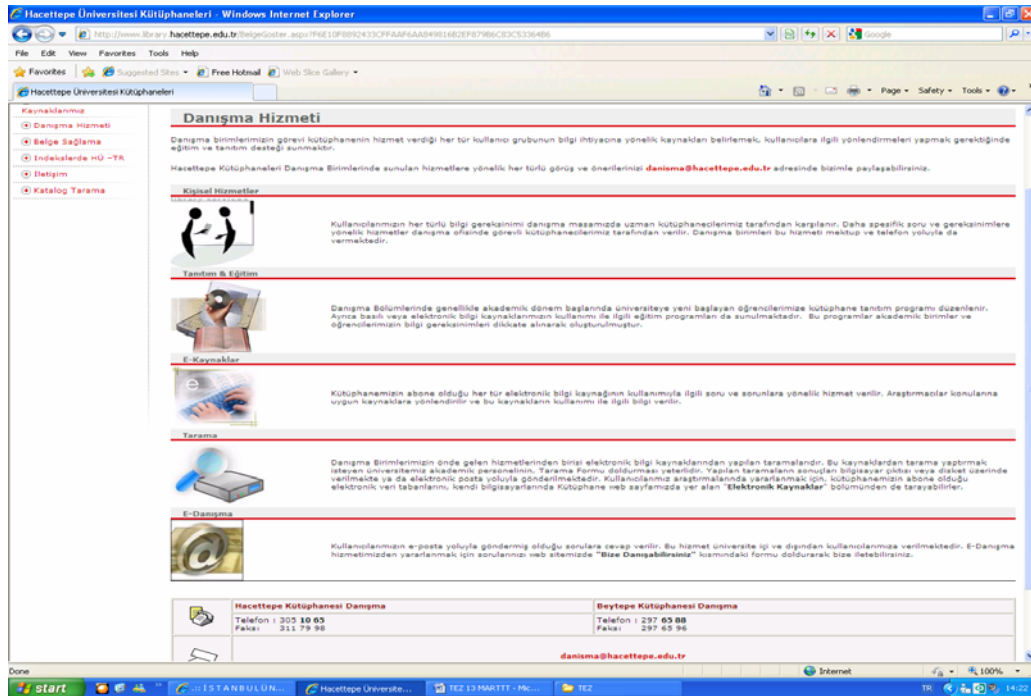 Hacettepe Üniversitesi Kütüphaneleri - Windows Internet Explorer
Google
File Edit View Favorites Tools Help
Favorites Suggested Sites Free Hotmail Web Slice Gallery
Hacettepe Üniversitesi Kütüphaneleri Page Safety Tools
Kaynaklarımız
Danışma Hizmeti
Belge Sağlama
Indekslerde HÜ -TR
İletişim
Katalog Tarama
Danışma Hizmeti
Danışma birimlerimizin görevi kütüphanenin hizmet verdiği her tür kullanıcı grubunun bilgi ihtiyacına yönelik kaynakları belirlemek, kullanıcılara ilgili yönlendirmeleri yapmak gerektiğinde
eğitim ve tanıtım desteği sunmaktır.
Hacettepe Kütüphaneleri Danışma Birimlerinde sunulan hizmetlere yönelik her türlü görüş ve önerilerinizi danisma@hacettepe.edu.tr adresinde bizimle paylaşabilirsiniz.
Kişisel Hizmetler
Kullanıcılarımızın her türlü bilgi gereksinimi danışma masamızda uzman kütüphanecilerimiz tarafından karşılanır. Daha spesifik soru ve gereksinimlere
yönelik hizmetler danışma ofisinde görevli kütüphanecilerimiz tarafından verilir. Danışma birimleri bu hizmeti mektup ve telefon yoluyla da
vermektedir.
Tanıtım & Eğitim
Danışma Bölümlerinde genellikle akademik dönem başlarında üniversiteye yeni başlayan öğrencilerimize kütüphane tanıtım programı düzenlenir.
Ayrıca basılı veya elektronik bilgi kaynaklarımızın kullanımı ile ilgili eğitim programları da sunulmaktadır. Bu programlar akademik birimler ve
öğrencilerimizin bilgi gereksinimleri dikkate alınarak oluşturulmuştur.
E-Kaynaklar
Kütüphanemizin abone olduğu her tür elektronik bilgi kaynağının kullanımıyla ilgili soru ve sorunlara yönelik hizmet verilir. Araştırmacılar konularına
uygun kaynaklara yönlendirilir ve bu kaynakların kullanımı ile ilgili bilgi verilir.
Tarama
Danışma Birimlerimizin önde gelen hizmetlerinden birisi elektronik bilgi kaynaklarından yapılan taramalardır. Bu kaynaklardan tarama yaptırmak
isteyen üniversitemiz akademik personelinin, Tarama Formu doldurması yeterlidir. Yapılan taramaların sonuçları bilgisayar çıktısı veya disket üzerinde
verilmekte ya da elektronik posta yoluyla gönderilmektedir. Kullanıcılarımız araştırmalarında yararlanmak için, kütüphanemizin abone olduğu
elektronik veri tabanlarını, kendi bilgisayarlarında Kütüphane web sayfamızda yer alan "Elektronik Kaynaklar" bölümünden de tarayabilirler.
E-Danışma
Kullanıcılarımızın e-posta yoluyla göndermiş olduğu sorulara cevap verilir. Bu hizmet üniversite içi ve dışından kullanıcılarımıza verilmektedir. E-Danışma
hizmetimizden yararlanmak için sorularınızı web sitemizde "Bize Danışabilirsiniz" kısmındaki formu doldurarak bize iletebilirsiniz.
Hacettepe Kütüphanesi Danışma Beytepe Kütüphanesi Danışma
Telefon : 305 10 65 Telefon : 297 65 88
Faks: 311 79 98 Faks: 297 65 96
danisma@hacettepe.edu.tr
Done Internet 100%
start .::İSTANBULUN... Hacettepe Üniversite... TEZ 13 MARTTT - Mic... TEZ TR 14:22